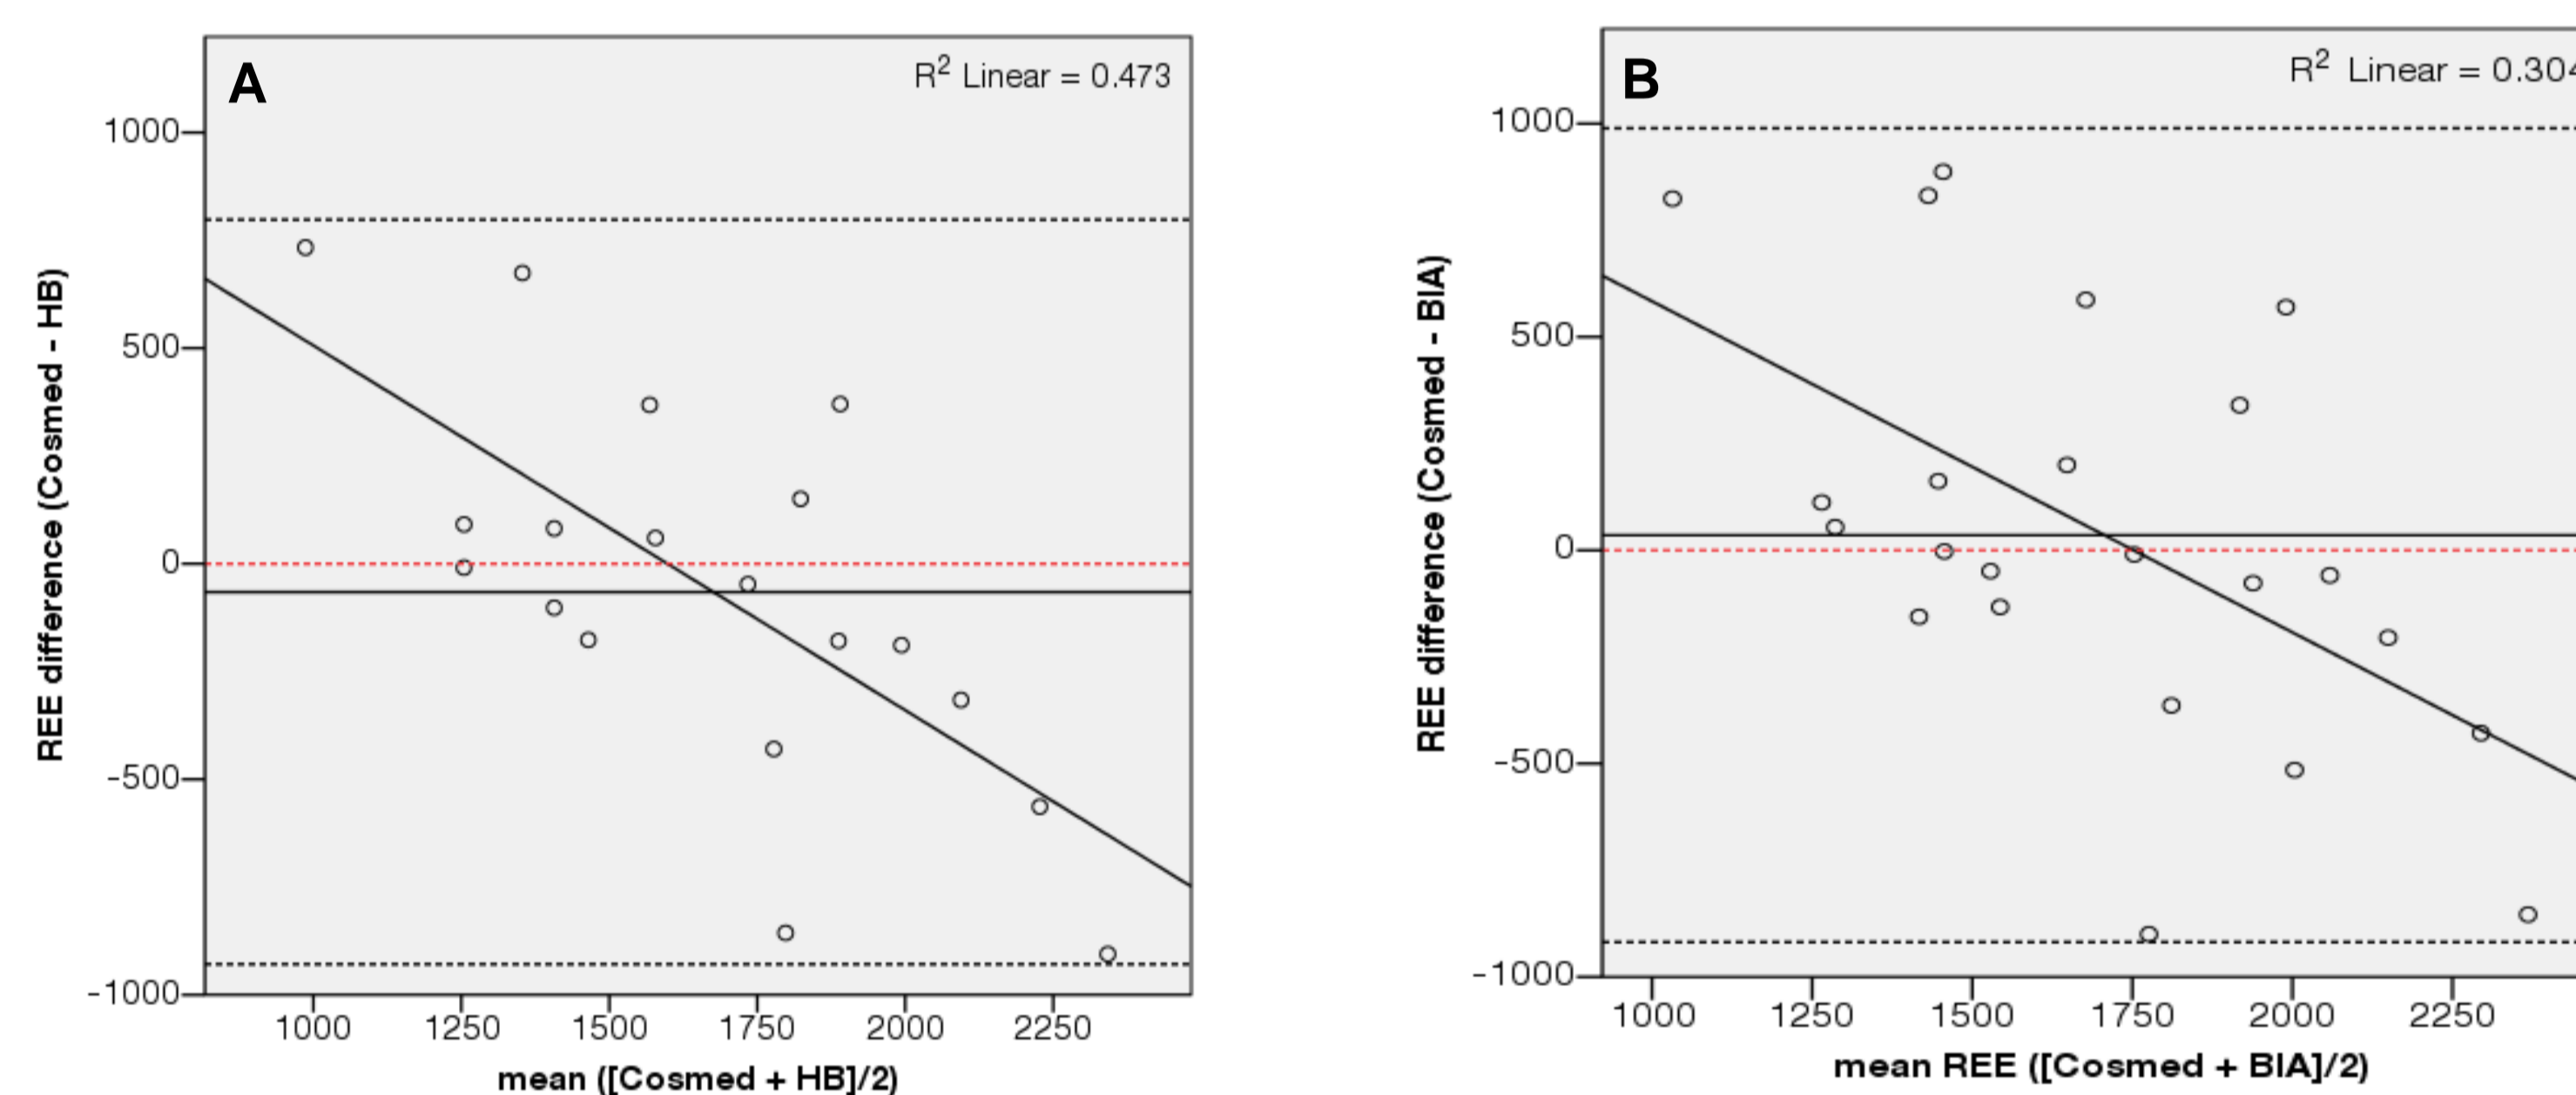 A
R² Linear = 0.473
1000
500
0
-500
-1000
REE difference (Cosmed - HB)
1000 1250 1500 1750 2000 2250
mean ([Cosmed + HB]/2)
B
R² Linear = 0.304
1000
500
0
-500
-1000
REE difference (Cosmed - BIA)
1000 1250 1500 1750 2000 2250
mean REE ([Cosmed + BIA]/2)